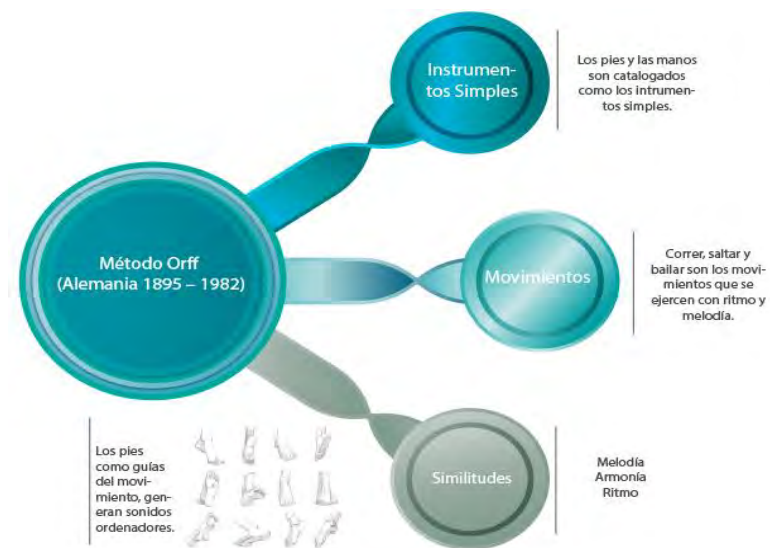 Instrumen-
tos Simples
Los pies y las manos
son catalogados
como los intrumen-
tos simples.
Método Orff
(Alemania 1895 – 1982)
Movimientos
Correr, saltar y
bailar son los movi-
mientos que se
ejercen con ritmo y
melodía.
Los pies
como guías
del movi-
miento, gen-
eran sonidos
ordenadores.
Similitudes
Melodía
Armonía
Ritmo